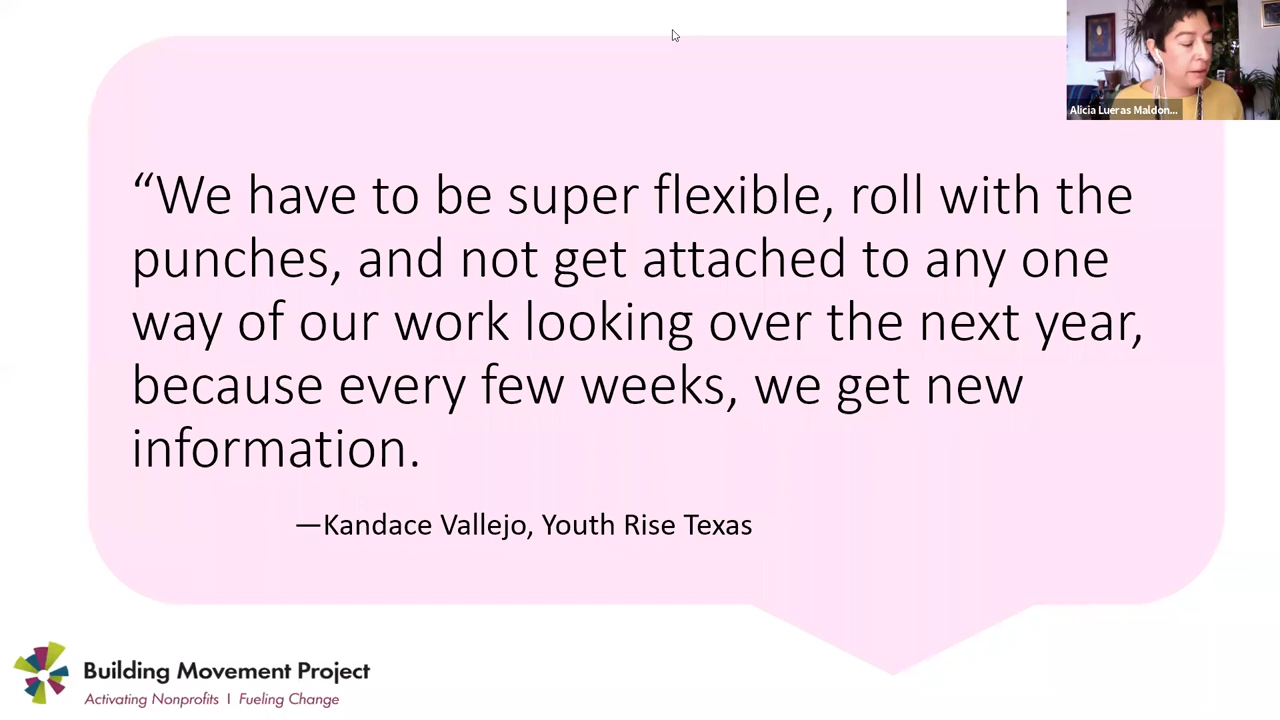 Alicia Lueras Maldon...
“We have to be super flexible, roll with the
punches, and not get attached to any one
way of our work looking over the next year,
because every few weeks, we get new
information.
—Kandace Vallejo, Youth Rise Texas
Building Movement Project
Activating Nonprofits | Fueling Change